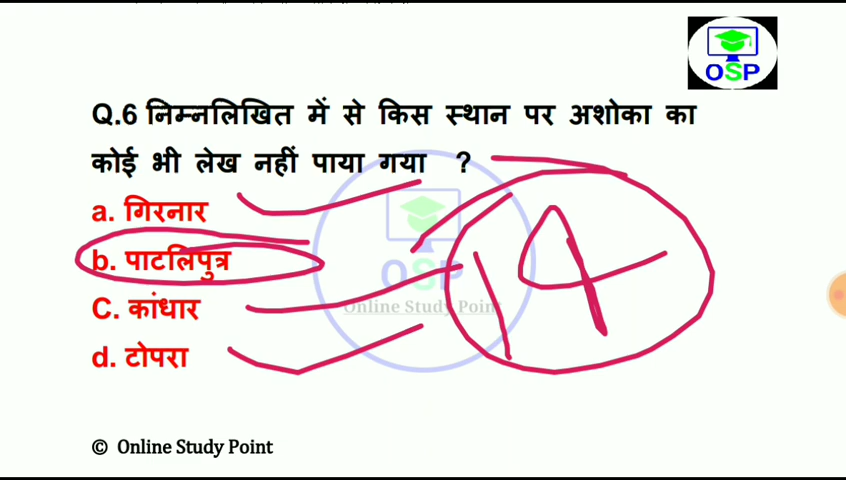 OSP
Q.6 निम्नलिखित में से किस स्थान पर अशोका का
कोई भी लेख नहीं पाया गया ?
a. गिरनार
b. पाटलिपुत्र
C. कांधार
d. टोपरा
OSP
Online Study Point
14
© Online Study Point